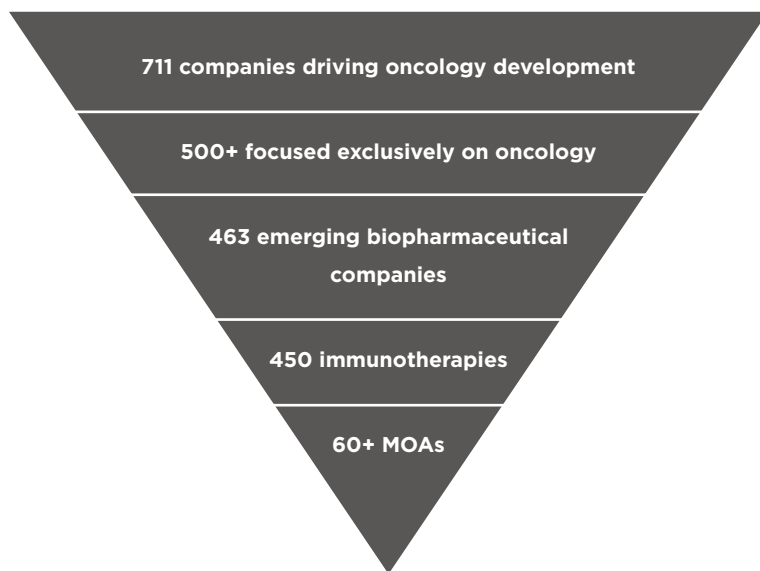 711 companies driving oncology development
500+ focused exclusively on oncology
463 emerging biopharmaceutical
companies
450 immunotherapies
60+ MOAs